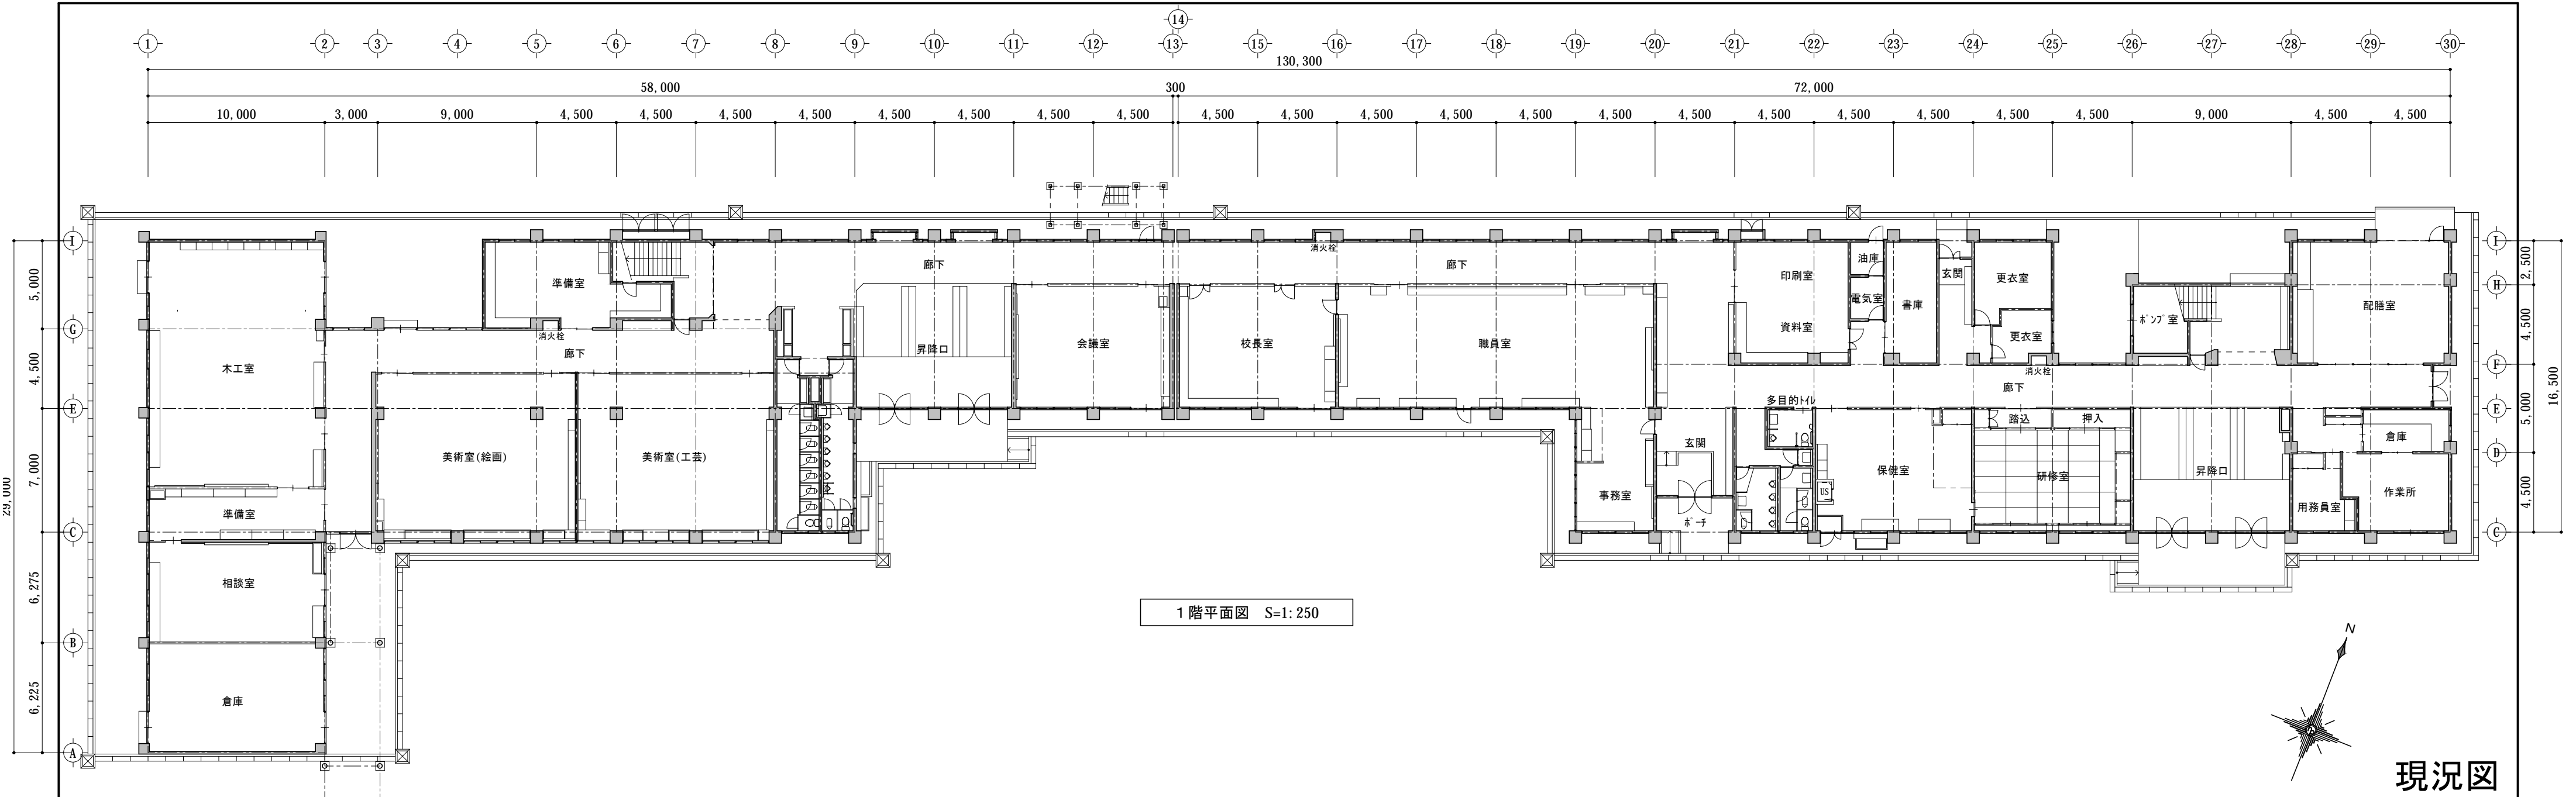 14
1 2 3 4 5 6 7 8 9 10 11 12 13 15 16 17 18 19 20 21 22 23 24 25 26 27 28 29 30
130,300
58,000 300 72,000
10,000 3,000 9,000 4,500 4,500 4,500 4,500 4,500 4,500 4,500 4,500 4,500 4,500 4,500 4,500 4,500 4,500 4,500 4,500 4,500 4,500 4,500 4,500 9,000 4,500 4,500
I
H
G
F
E
D
C
B
A
I
G
E
C
29,000
5,000
4,500
7,000
6,275
6,225
2,500
4,500
5,000
4,500
16,500
木工室
準備室
相談室
倉庫
準備室
消火栓
廊下
美術室(絵画)
美術室(工芸)
廊下
昇降口
会議室
校長室
消火栓
廊下
職員室
事務室
玄関
ポーチ
印刷室
資料室
油庫
電気室
書庫
玄関
更衣室
更衣室
消火栓
廊下
多目的トイレ
US
保健室
踏込
押入
研修室
ポンプ室
昇降口
配膳室
倉庫
用務員室
作業所
1階平面図 S=1:250
N
現況図